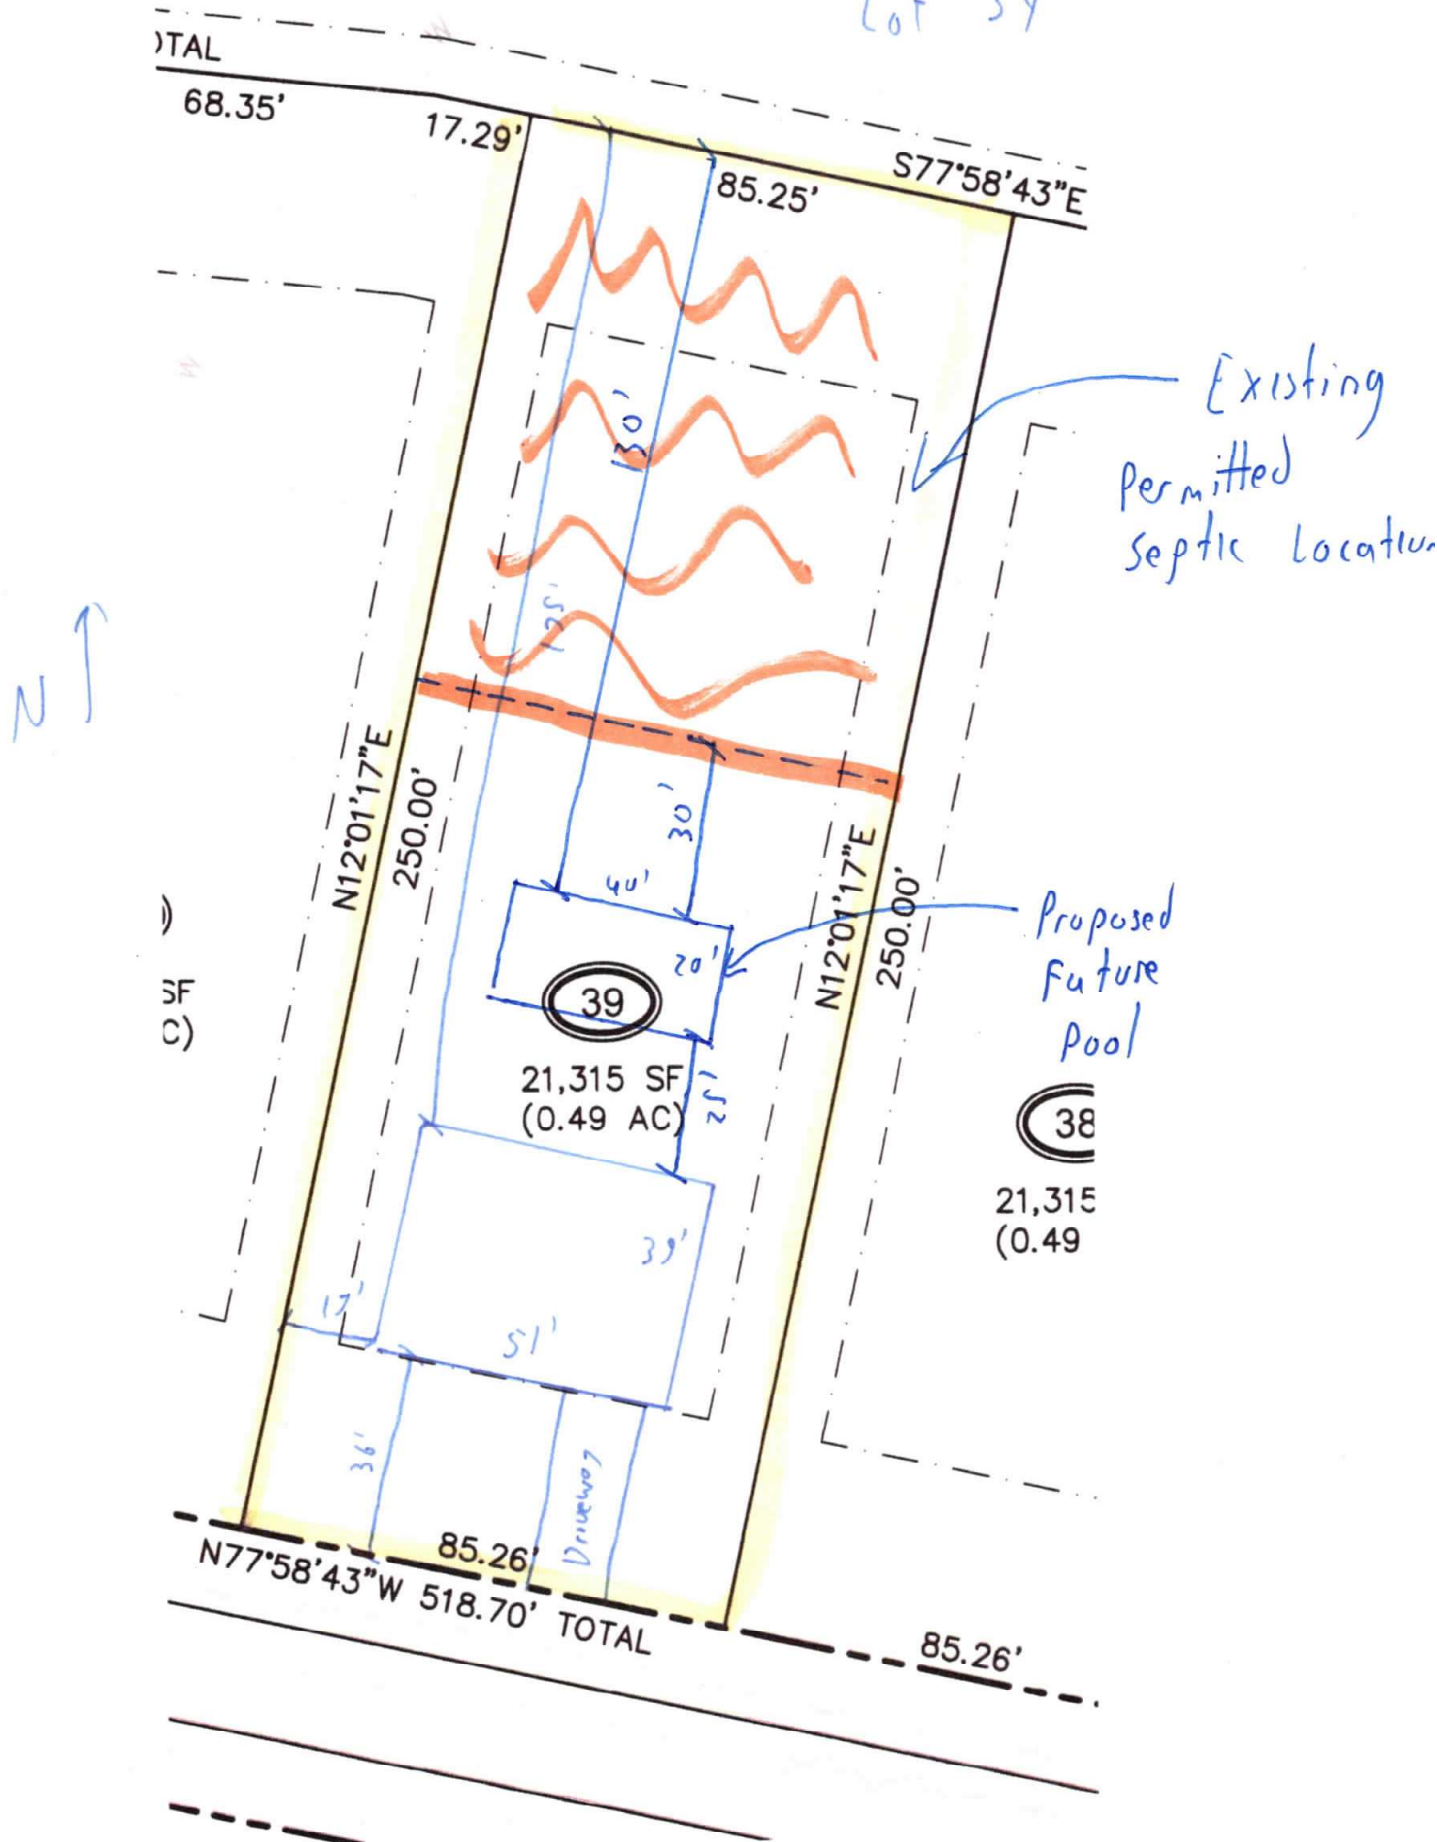 Lot 39
OTAL
68.35'
17.29'
85.25'
S77°58'43"E
130'
Existing
Permitted
Septic
125'
N
N12°01'17"E
250.00'
30'
40'
20'
N12°01'17"E
250.00'
Proposed
Future
Pool
39
)
SF
C)
21,315 SF
(0.49 AC)
25'
38
21,315
(0.49
39'
17'
51'
36'
Driveway
85.26'
N77°58'43"W 518.70' TOTAL
85.26'